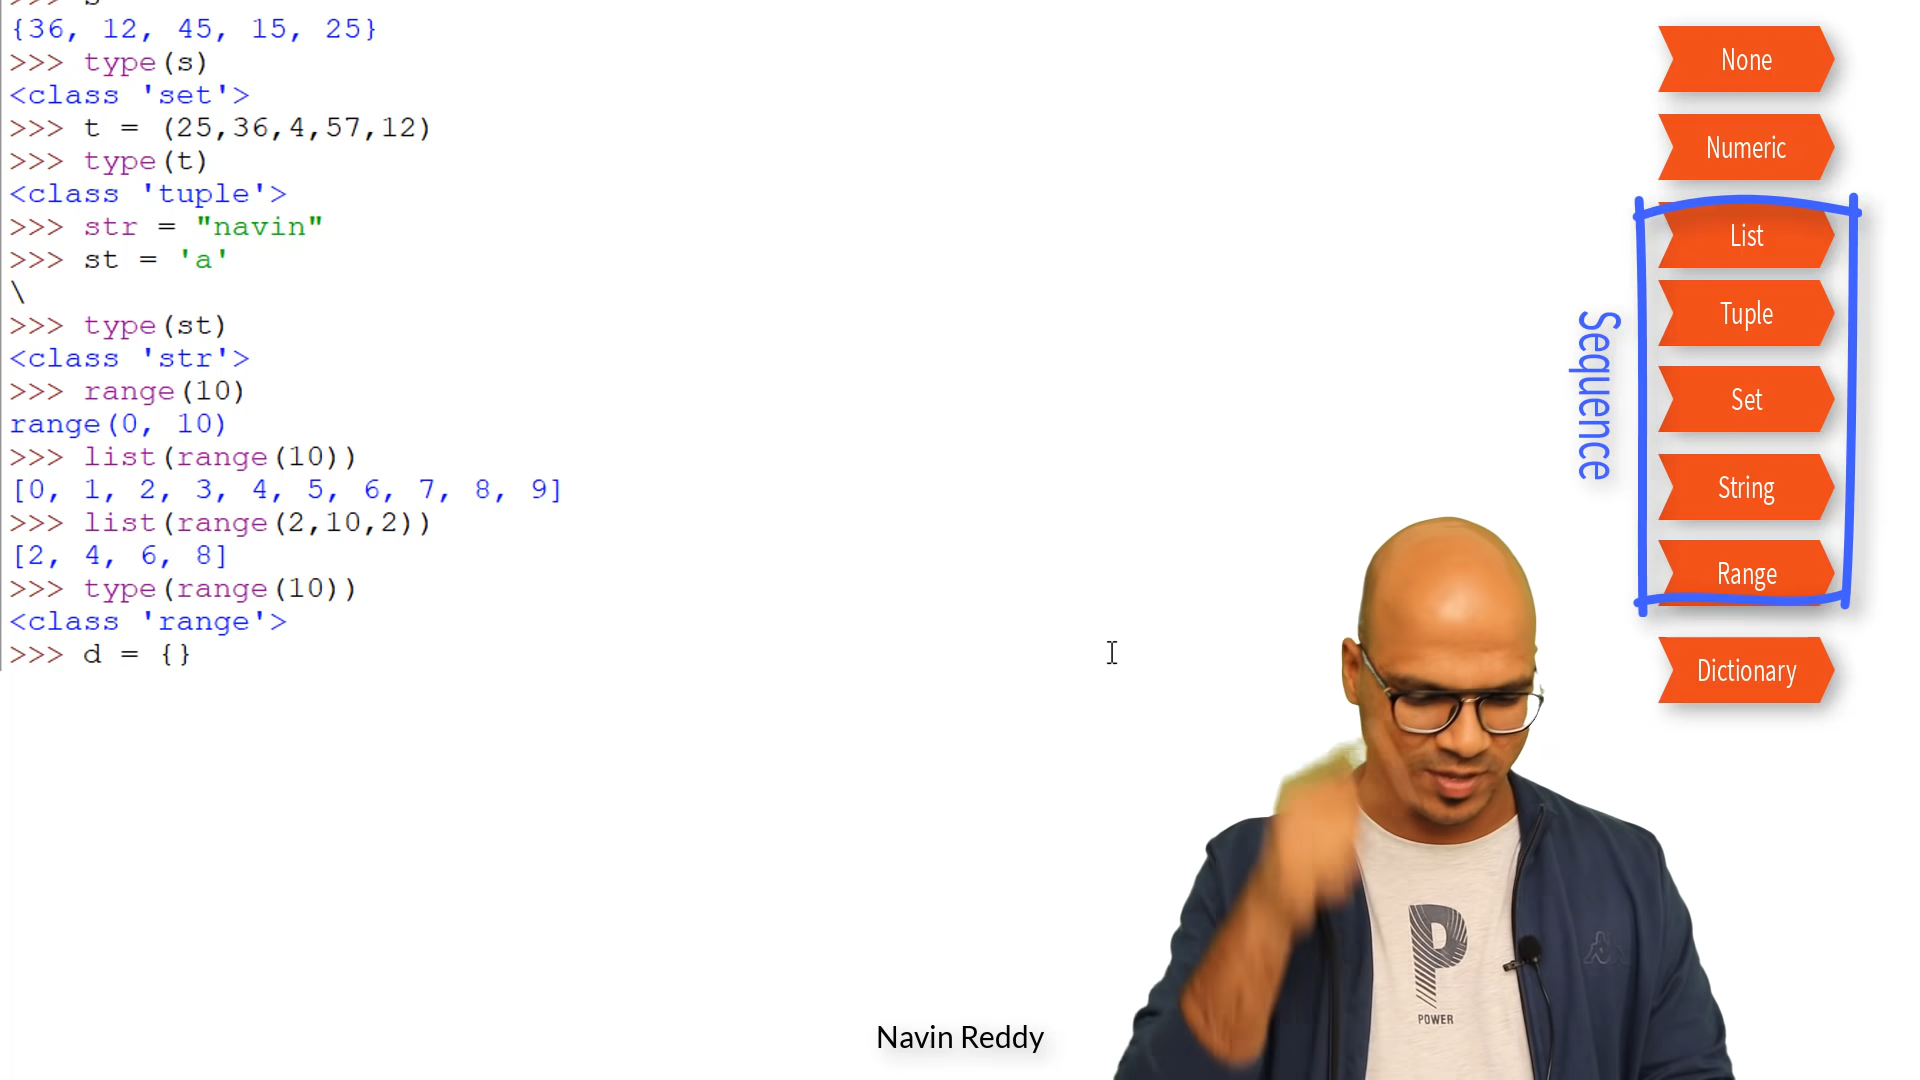 {36, 12, 45, 15, 25}
>>> type(s)
<class 'set'>
>>> t = (25,36,4,57,12)
>>> type(t)
<class 'tuple'>
>>> str = "navin"
>>> st = 'a'
\
>>> type(st)
<class 'str'>
>>> range(10)
range(0, 10)
>>> list(range(10))
[0, 1, 2, 3, 4, 5, 6, 7, 8, 9]
>>> list(range(2,10,2))
[2, 4, 6, 8]
>>> type(range(10))
<class 'range'>
>>> d = {}
None
Numeric
List
Tuple
Set
String
Range
Dictionary
Sequence
P
POWER
Navin Reddy